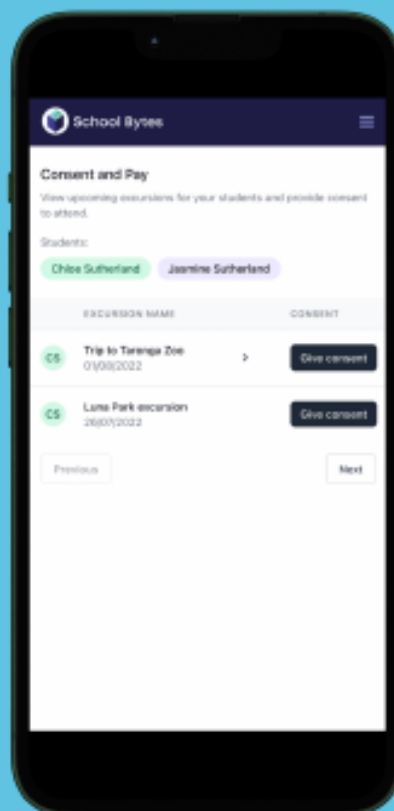 School Bytes
Consent and Pay
View upcoming excursions for your students and provide consent
to attend.
Students:
Chloe Sutherland Jasmine Sutherland
EXCURSION NAME CONSENT
CS Trip to Taronga Zoo > Give consent
01/08/2022
CS Luna Park excursion Give consent
26/07/2022
Previous Next